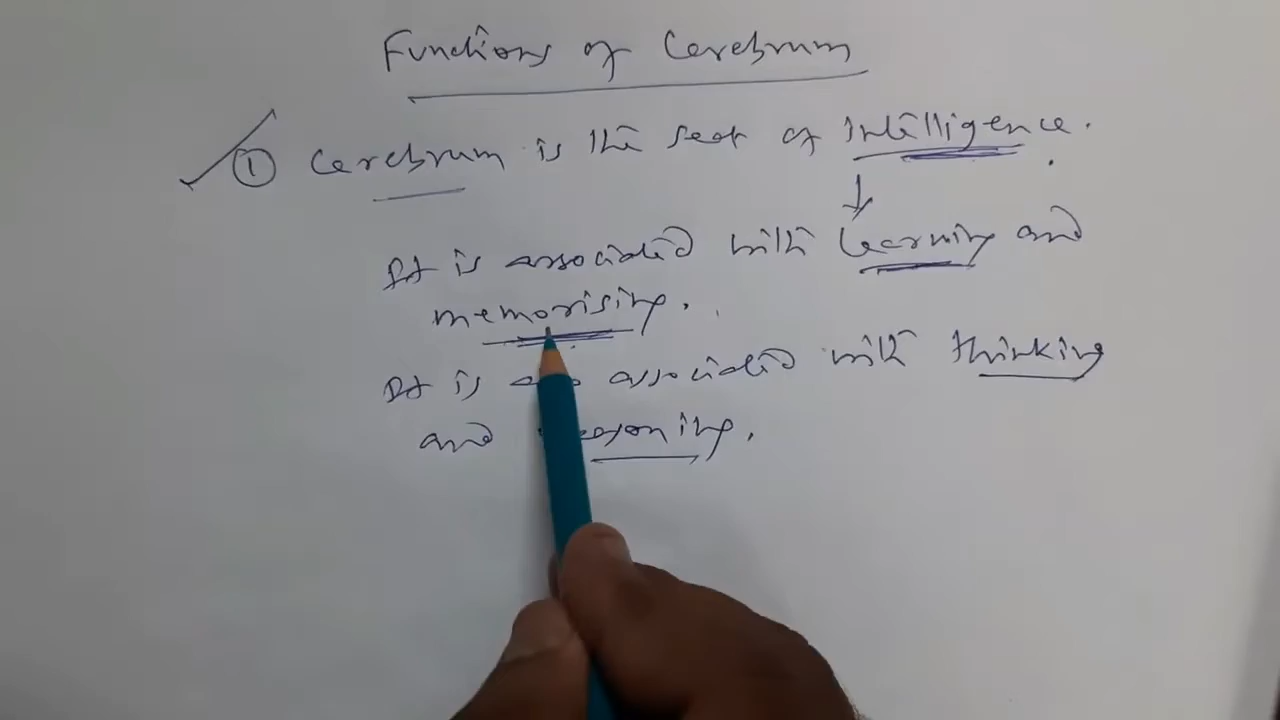 Functions of Cerebrum
① Cerebrum is the seat of intelligence.
It is associated with learning and
memorising.
It is associated with thinking
and reasoning.